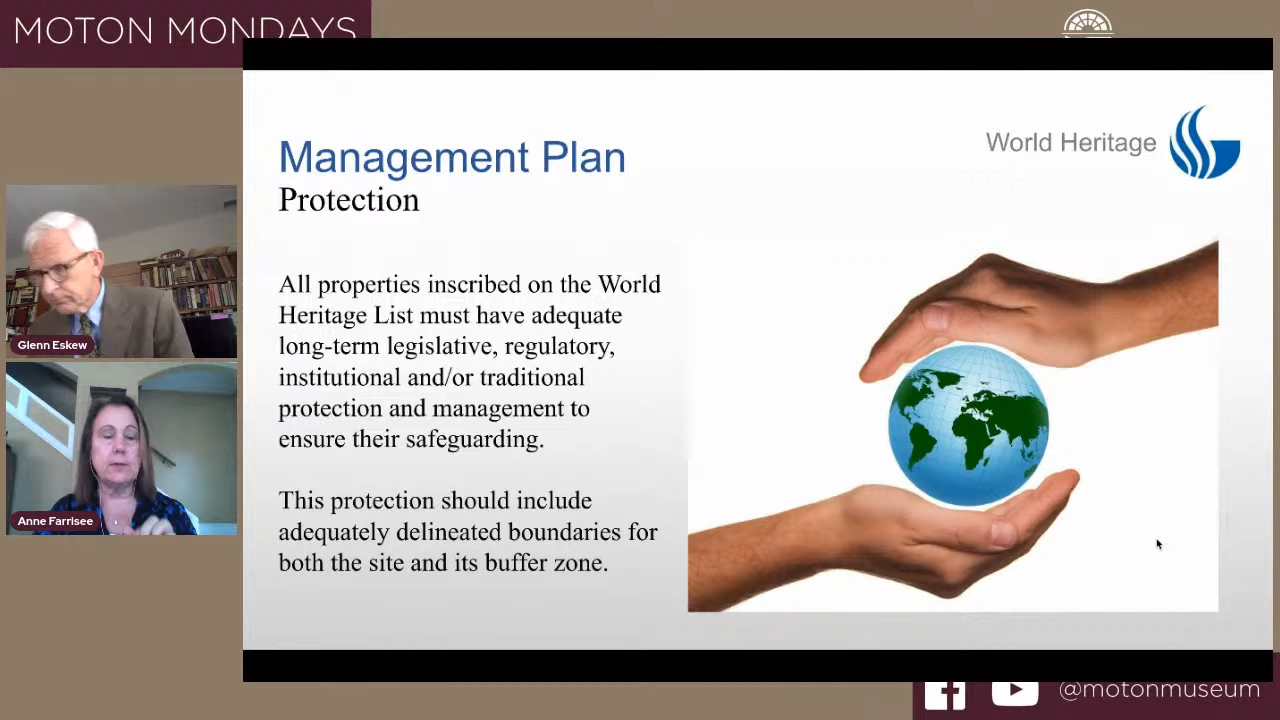 MOTON MONDAYS
World Heritage
Management Plan
Protection
All properties inscribed on the World
Heritage List must have adequate
long-term legislative, regulatory,
institutional and/or traditional
protection and management to
ensure their safeguarding.
This protection should include
adequately delineated boundaries for
both the site and its buffer zone.
Glenn Eskew
Anne Farrisee
@motonmuseum